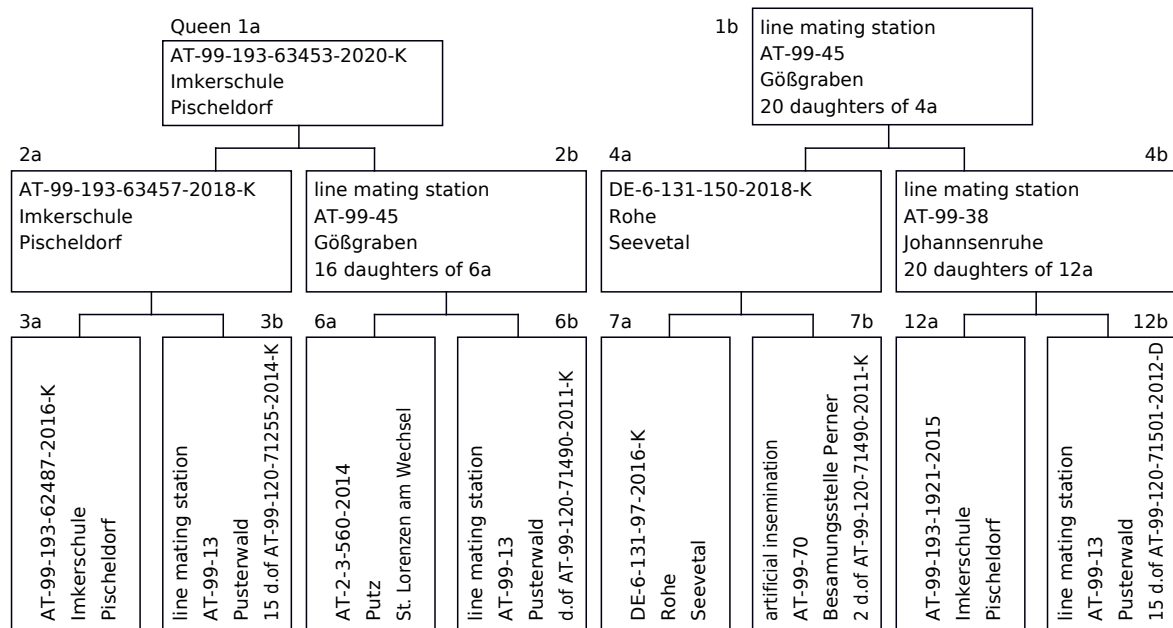 Queen 1a
AT-99-193-63453-2020-K
Imkerschule
Pischeldorf
1b
line mating station
AT-99-45
Gößgraben
20 daughters of 4a
2a
AT-99-193-63457-2018-K
Imkerschule
Pischeldorf
2b
line mating station
AT-99-45
Gößgraben
16 daughters of 6a
4a
DE-6-131-150-2018-K
Rohe
Seevetal
4b
line mating station
AT-99-38
Johannsenruhe
20 daughters of 12a
3a
AT-99-193-62487-2016-K
Imkerschule
Pischeldorf
3b
line mating station
AT-99-13
Pusterwald
15 d.of AT-99-120-71255-2014-K
6a
AT-2-3-560-2014
Putz
St. Lorenzen am Wechsel
6b
line mating station
AT-99-13
Pusterwald
d.of AT-99-120-71490-2011-K
7a
DE-6-131-97-2016-K
Rohe
Seevetal
7b
artificial insemination
AT-99-70
Besamungsstelle Perner
2 d.of AT-99-120-71490-2011-K
12a
AT-99-193-1921-2015
Imkerschule
Pischeldorf
12b
line mating station
AT-99-13
Pusterwald
15 d.of AT-99-120-71501-2012-D